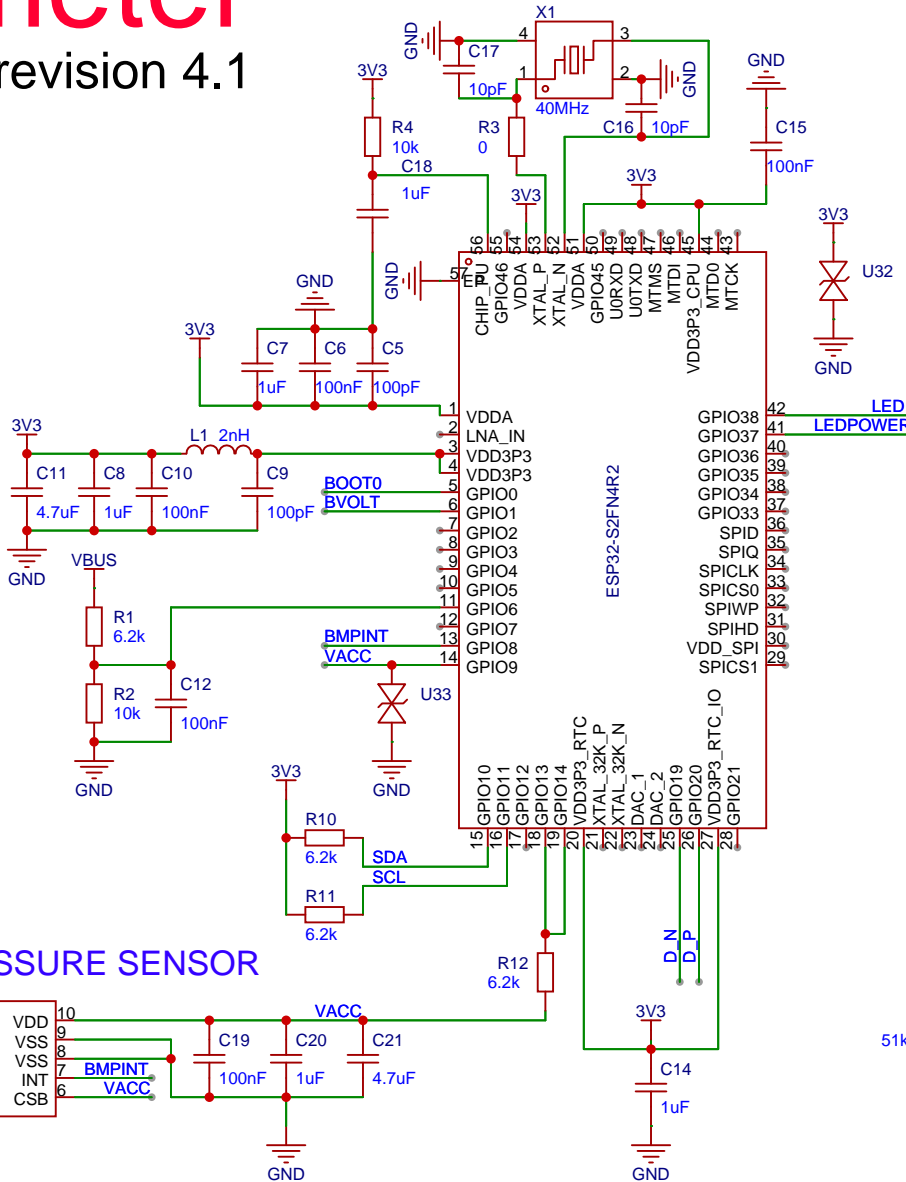 meter
revision 4.1
X1
4
3
1
2
40MHz
GND
C17
10pF
GND
C16
10pF
R3
0
3V3
R4
10k
C18
1uF
GND
C15
100nF
3V3
3V3
3V3
U32
GND
GND
57
EP
56
55
54
53
52
51
50
49
48
47
46
45
44
43
CHIP_PU
GPIO46
VDDA
XTAL_P
XTAL_N
VDDA
GPIO45
U0RXD
U0TXD
MTMS
MTDI
VDD3P3_CPU
MTD0
MTCK
GND
3V3
C7
1uF
C6
100nF
C5
100pF
3V3
L1 2nH
C11
4.7uF
C8
1uF
C10
100nF
C9
100pF
GND
1 VDDA
2 LNA_IN
3 VDD3P3
4 VDD3P3
BOOT0 5 GPIO0
BVOLT 6 GPIO1
7 GPIO2
8 GPIO3
9 GPIO4
10 GPIO5
11 GPIO6
12 GPIO7
BMPINT 13 GPIO8
VACC 14 GPIO9
ESP32-S2FN4R2
GPIO38 42 LED
GPIO37 41 LEDPOWER
GPIO36 40
GPIO35 39
GPIO34 38
GPIO33 37
SPID 36
SPIQ 35
SPICLK 34
SPICS0 33
SPIWP 32
SPIHD 31
VDD_SPI 30
SPICS1 29
VBUS
R1
6.2k
R2
10k
C12
100nF
GND
U33
GND
GPIO10
GPIO11
GPIO12
GPIO13
GPIO14
VDD3P3_RTC
XTAL_32K_P
XTAL_32K_N
DAC_1
DAC_2
GPIO19
GPIO20
VDD3P3_RTC_IO
GPIO21
15
16
17
18
19
20
21
22
23
24
25
26
27
28
3V3
R10
6.2k
SDA
SCL
R11
6.2k
D_N
D_P
R12
6.2k
SSURE SENSOR
VDD 10
VSS 9
VSS 8
INT 7 BMPINT
CSB 6 VACC
VACC
C19
100nF
C20
1uF
C21
4.7uF
GND
3V3
C14
1uF
GND
51k